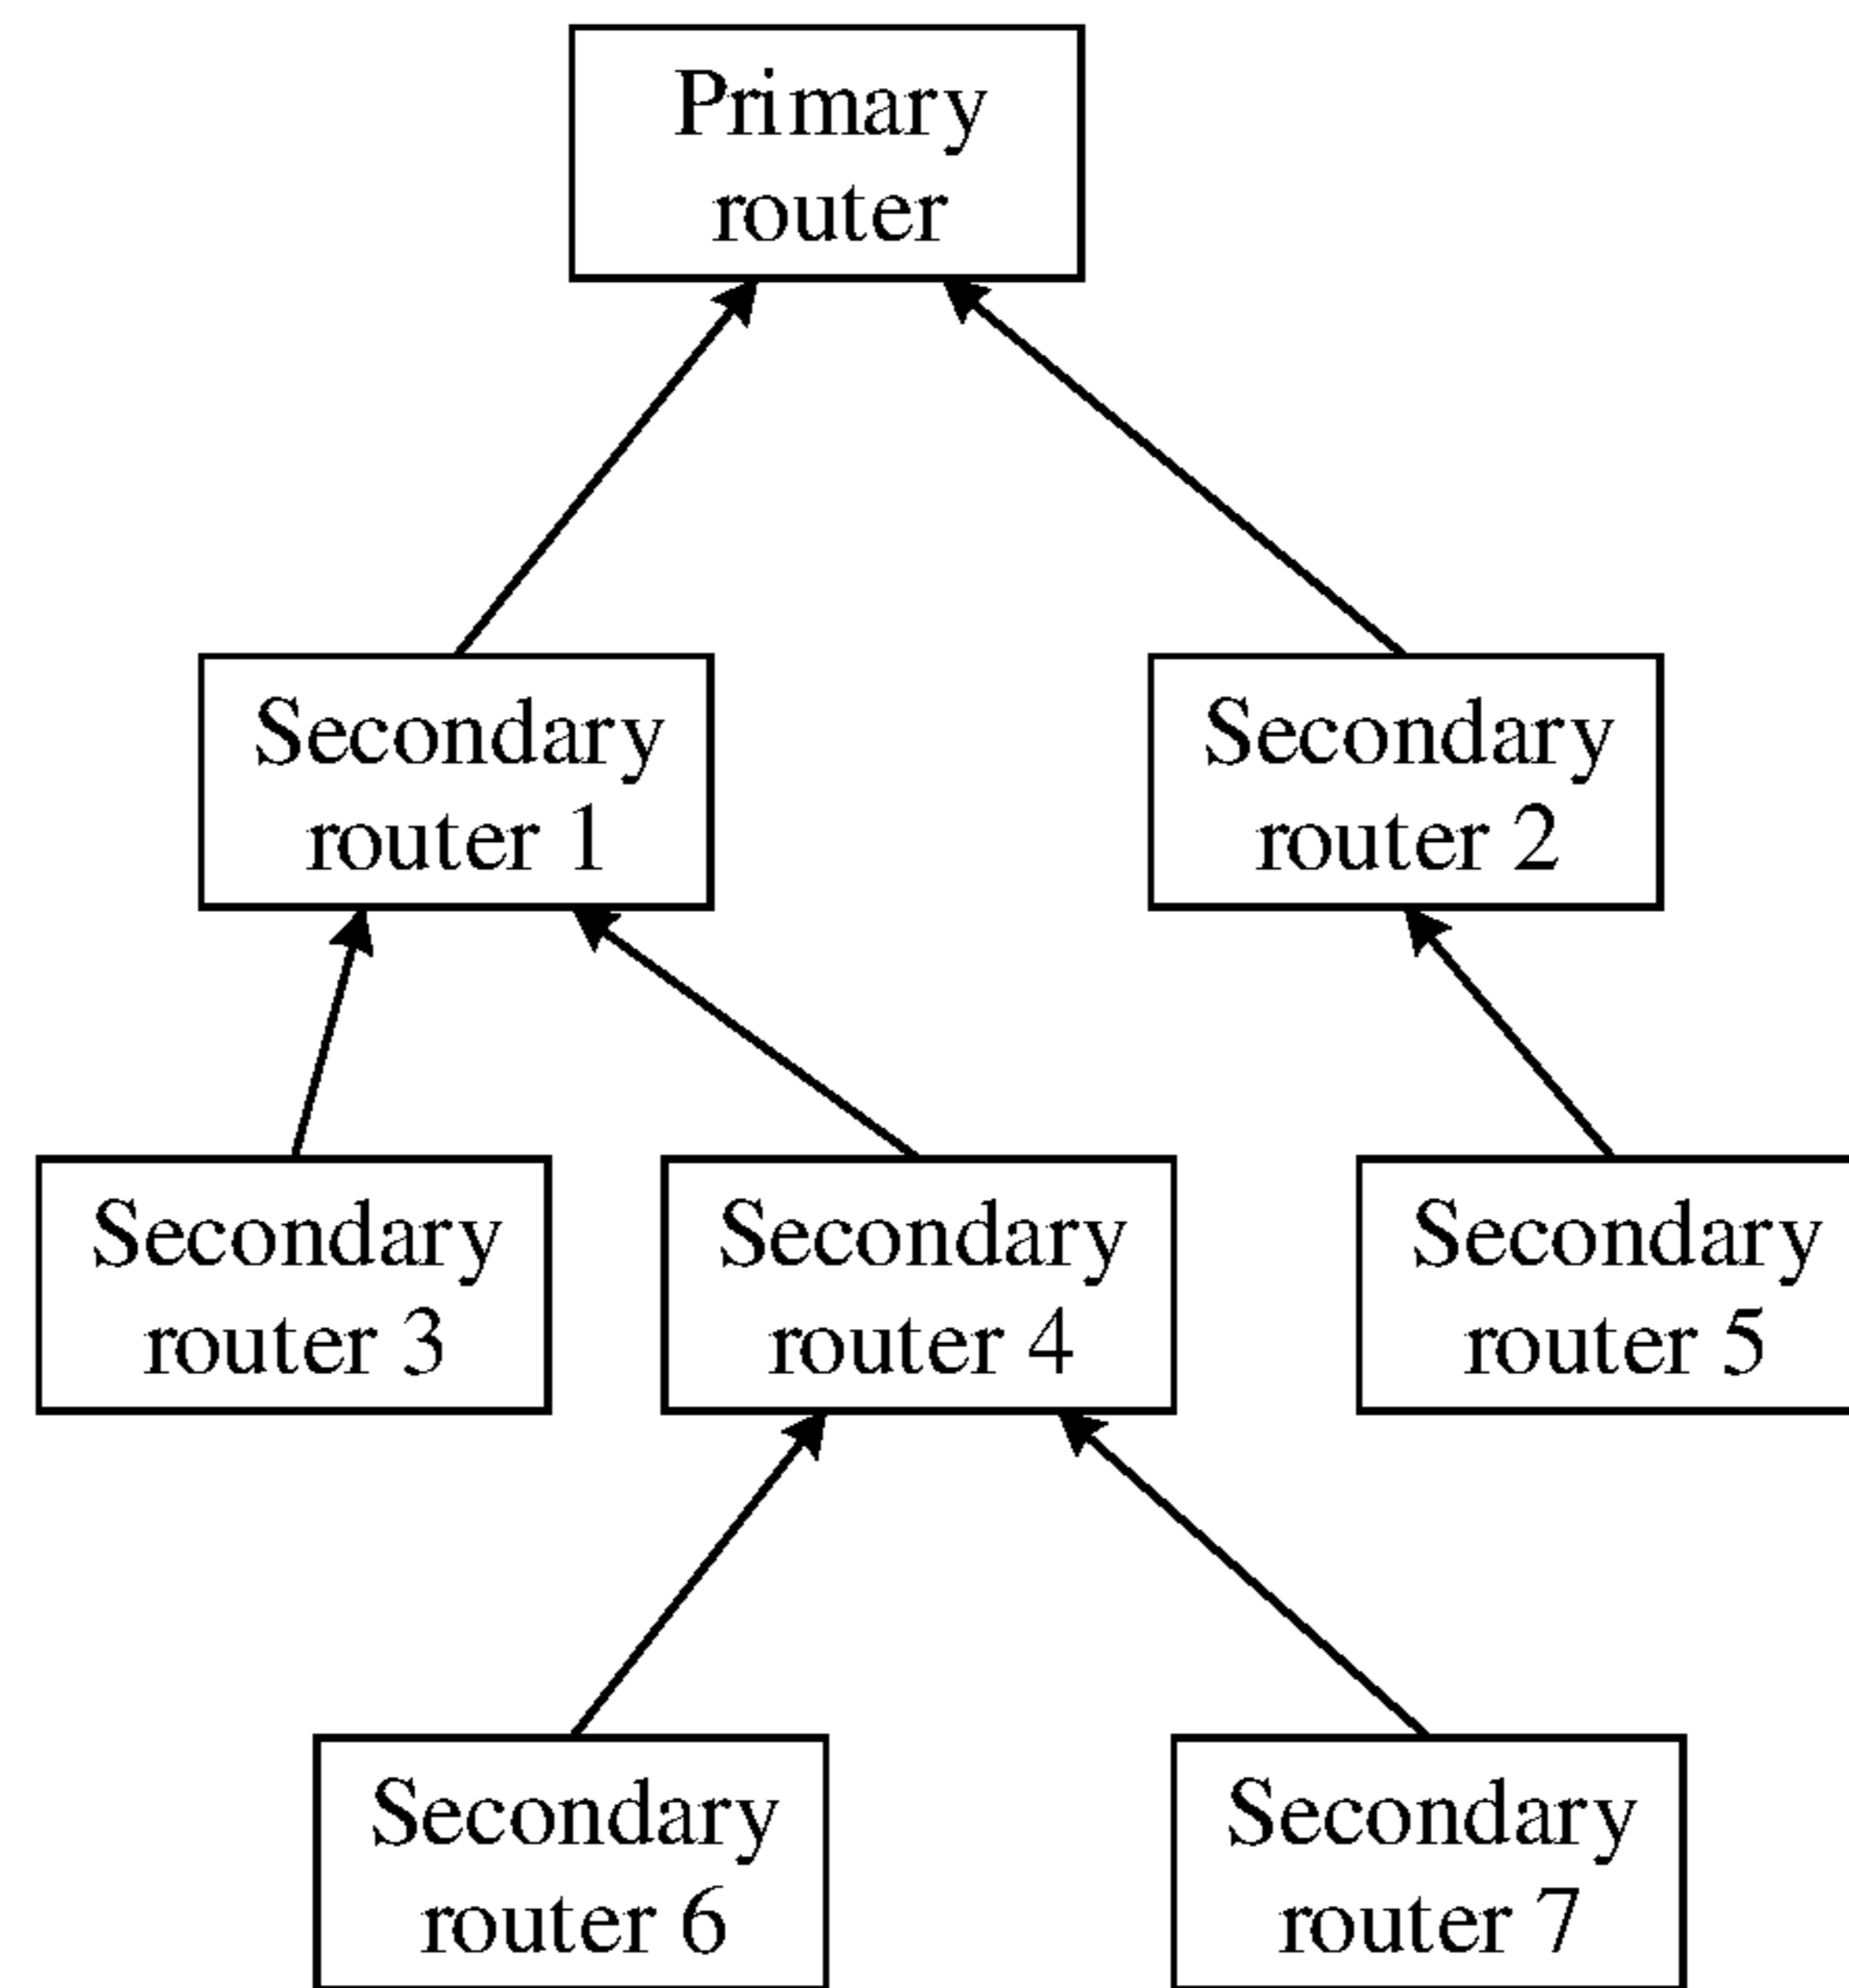 Primary
router
Secondary
router 1
Secondary
router 2
Secondary
router 3
Secondary
router 4
Secondary
router 5
Secondary
router 6
Secondary
router 7